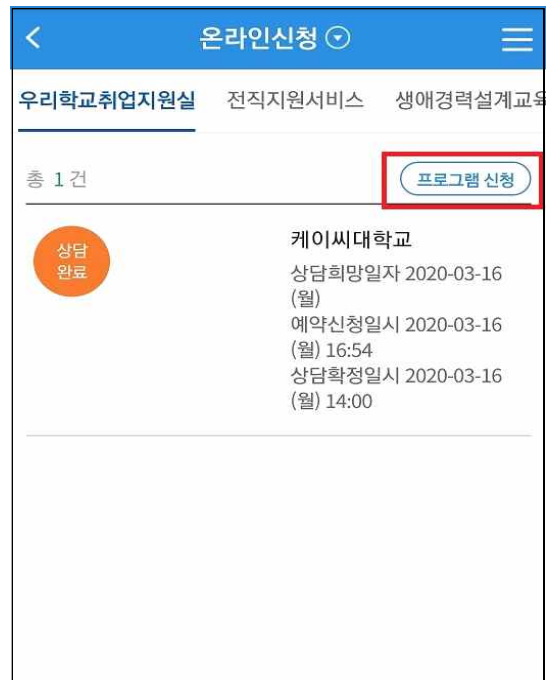 온라인신청
우리학교취업지원실 전직지원서비스 생애경력설계교육
총 1 건
프로그램 신청
상담
완료
케이씨대학교
상담희망일자 2020-03-16
(월)
예약신청일시 2020-03-16
(월) 16:54
상담확정일시 2020-03-16
(월) 14:00